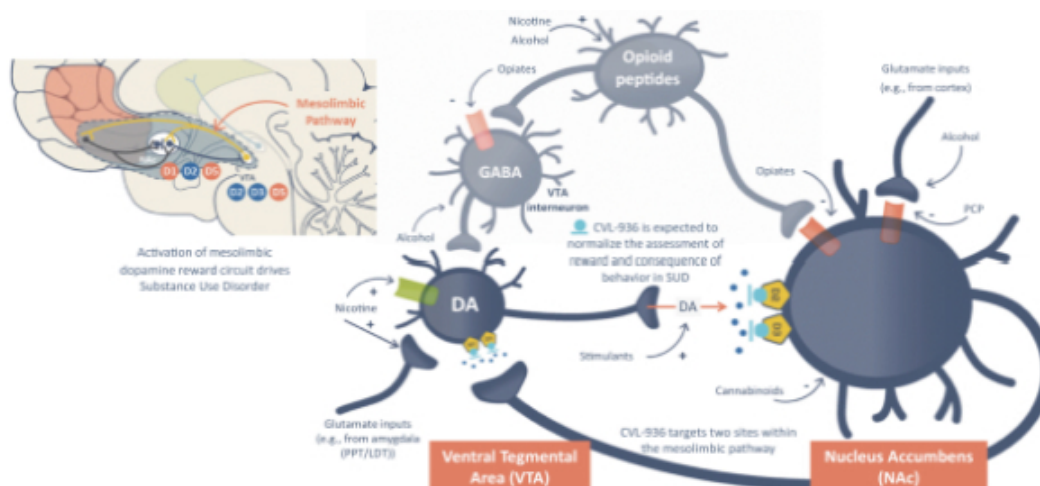 Mesolimbic
Pathway
D1 D2 D5
VTA
D2 D3 D5
Activation of mesolimbic
dopamine reward circuit drives
Substance Use Disorder
Nicotine
+
Alcohol
Opioid
peptides
Opiates
-
GABA
VTA
interneuron
Alcohol
Glutamate inputs
(e.g., from cortex)
Alcohol
Opiates
-
PCP
-
CVL-936 is expected to
normalize the assessment of
reward and consequence of
behavior in SUD
+
Nicotine
+
DA
DA
Stimulants
+
D3
D3
Cannabinoids
-
Glutamate inputs
(e.g., from amygdala
(PPT/LDT))
CVL-936 targets two sites within
the mesolimbic pathway
Ventral Tegmental
Area (VTA)
Nucleus Accumbens
(NAc)